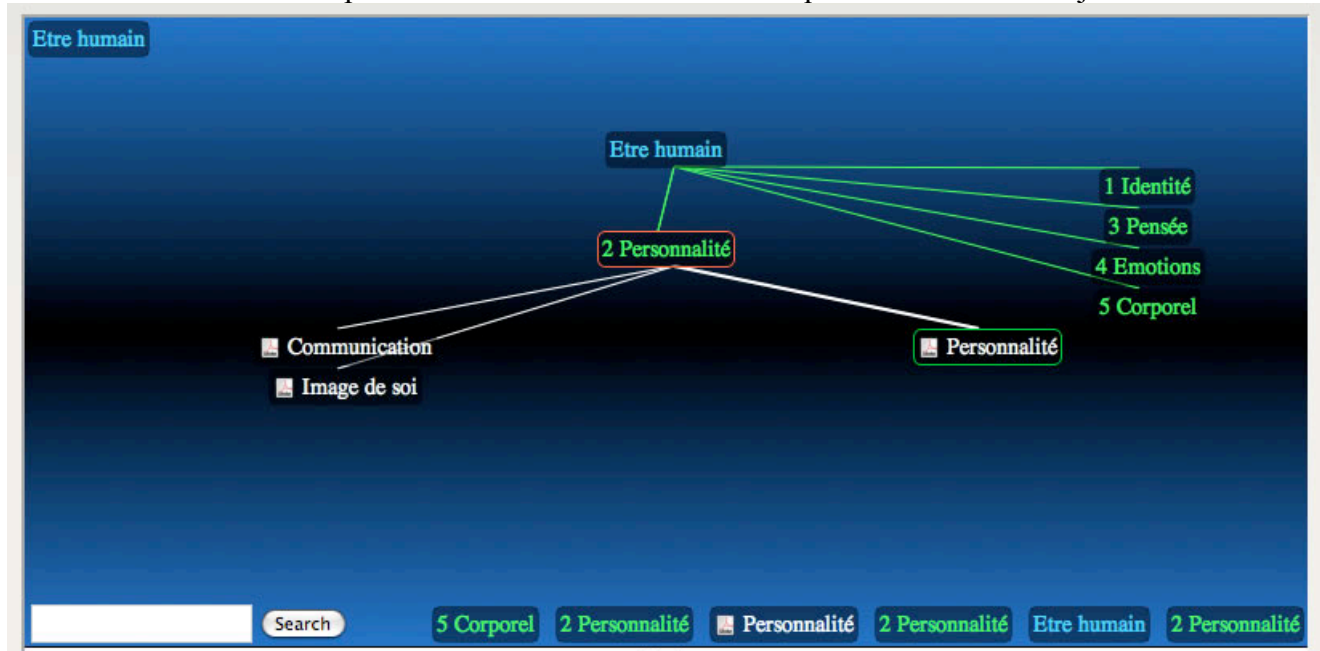 Etre humain
Etre humain
1 Identité
3 Pensée
2 Personnalité
4 Emotions
5 Corporel
Communication
Personnalité
Image de soi
Search
5 Corporel
2 Personnalité
Personnalité
2 Personnalité
Etre humain
2 Personnalité